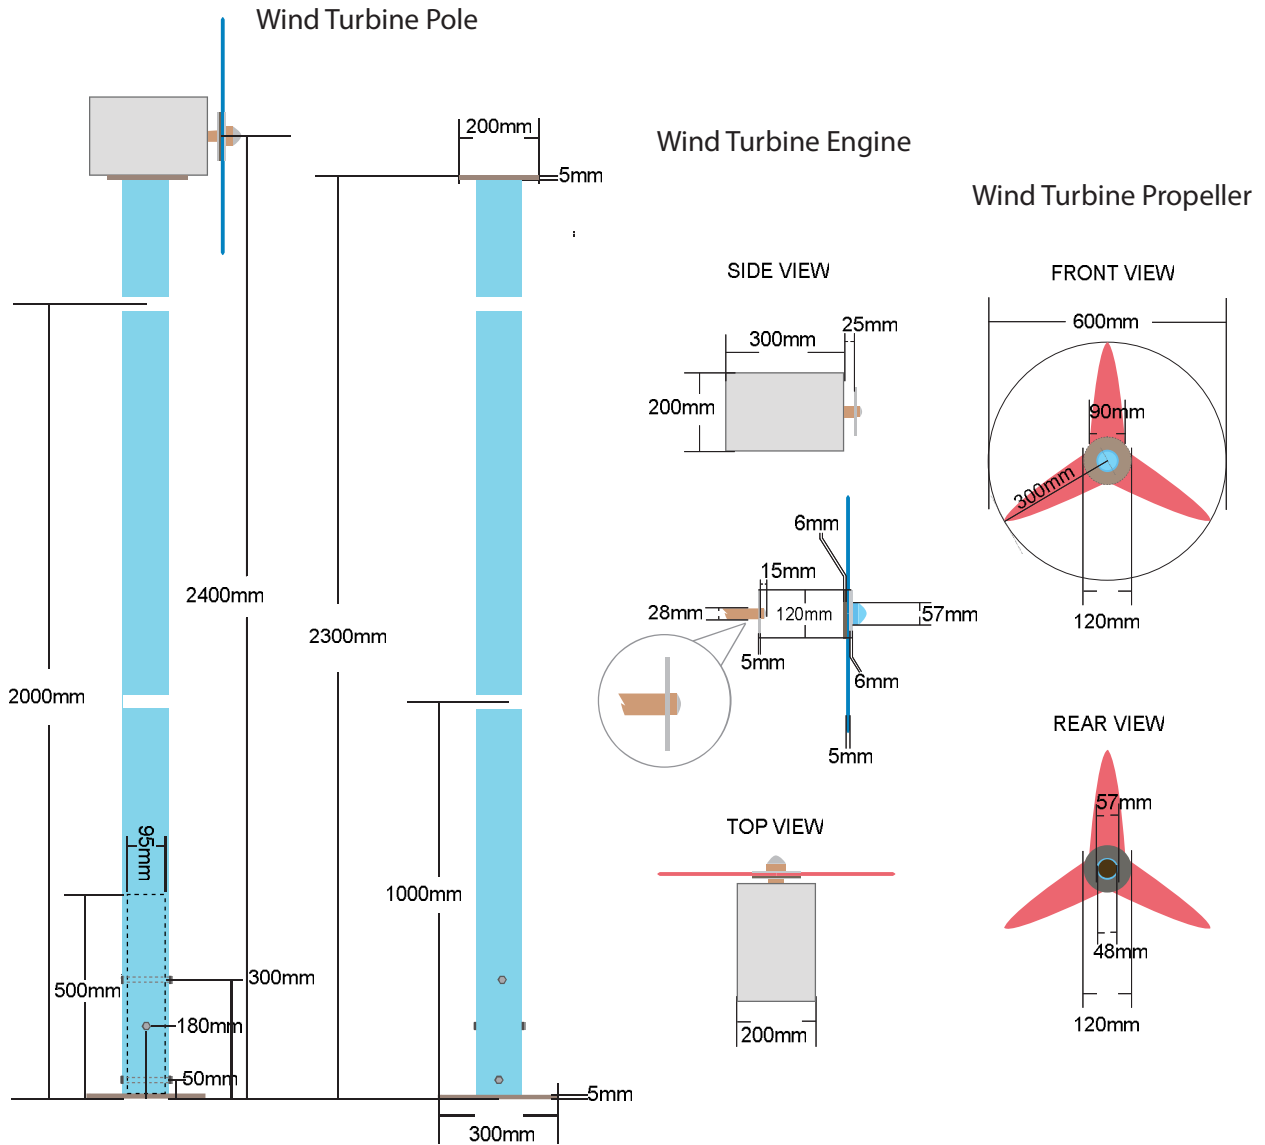 Wind Turbine Pole
200mm
5mm
2400mm
2300mm
2000mm
95mm
1000mm
500mm
300mm
180mm
50mm
5mm
300mm
Wind Turbine Engine
SIDE VIEW
25mm
300mm
200mm
6mm
15mm
28mm
120mm
57mm
5mm
6mm
5mm
TOP VIEW
200mm
Wind Turbine Propeller
FRONT VIEW
600mm
90mm
300mm
120mm
REAR VIEW
57mm
48mm
120mm